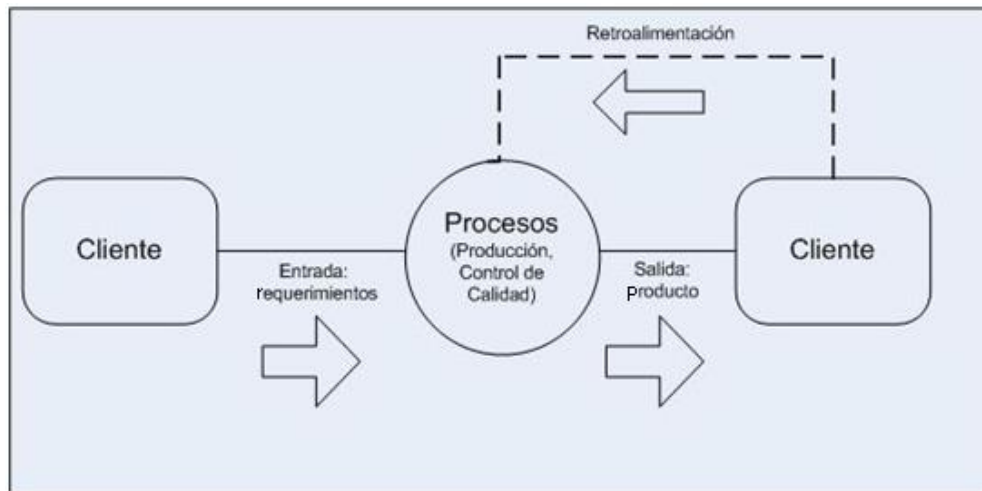 Retroalimentación
Cliente
Entrada:
requerimientos
Procesos
(Producción,
Control de
Calidad)
Salida:
Producto
Cliente